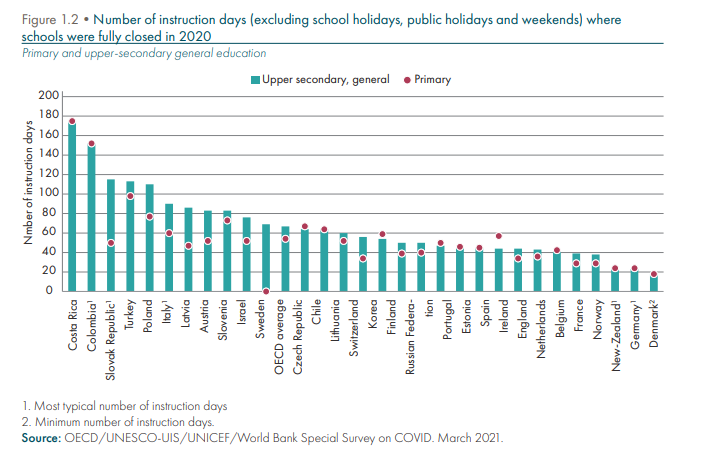 Figure 1.2 • Number of instruction days (excluding school holidays, public holidays and weekends) where
schools were fully closed in 2020
Primary and upper-secondary general education
Upper secondary, general
Primary
Nmber of instruction days
200
180
160
140
120
100
80
60
40
20
0
Costa Rica
Colombia¹
Slovak Republic¹
Turkey
Poland
Italy¹
Latvia
Austria
Slovenia
Israel
Sweden
OECD average
Czech Republic
Chile
Lithuania
Switzerland
Korea
Finland
Russian Federa-
tion
Portugal
Estonia
Spain
Ireland
England
Netherlands
Belgium
France
Norway
New-Zealand¹
Germany¹
Denmark²
1. Most typical number of instruction days
2. Minimum number of instruction days.
Source: OECD/UNESCO-UIS/UNICEF/World Bank Special Survey on COVID. March 2021.